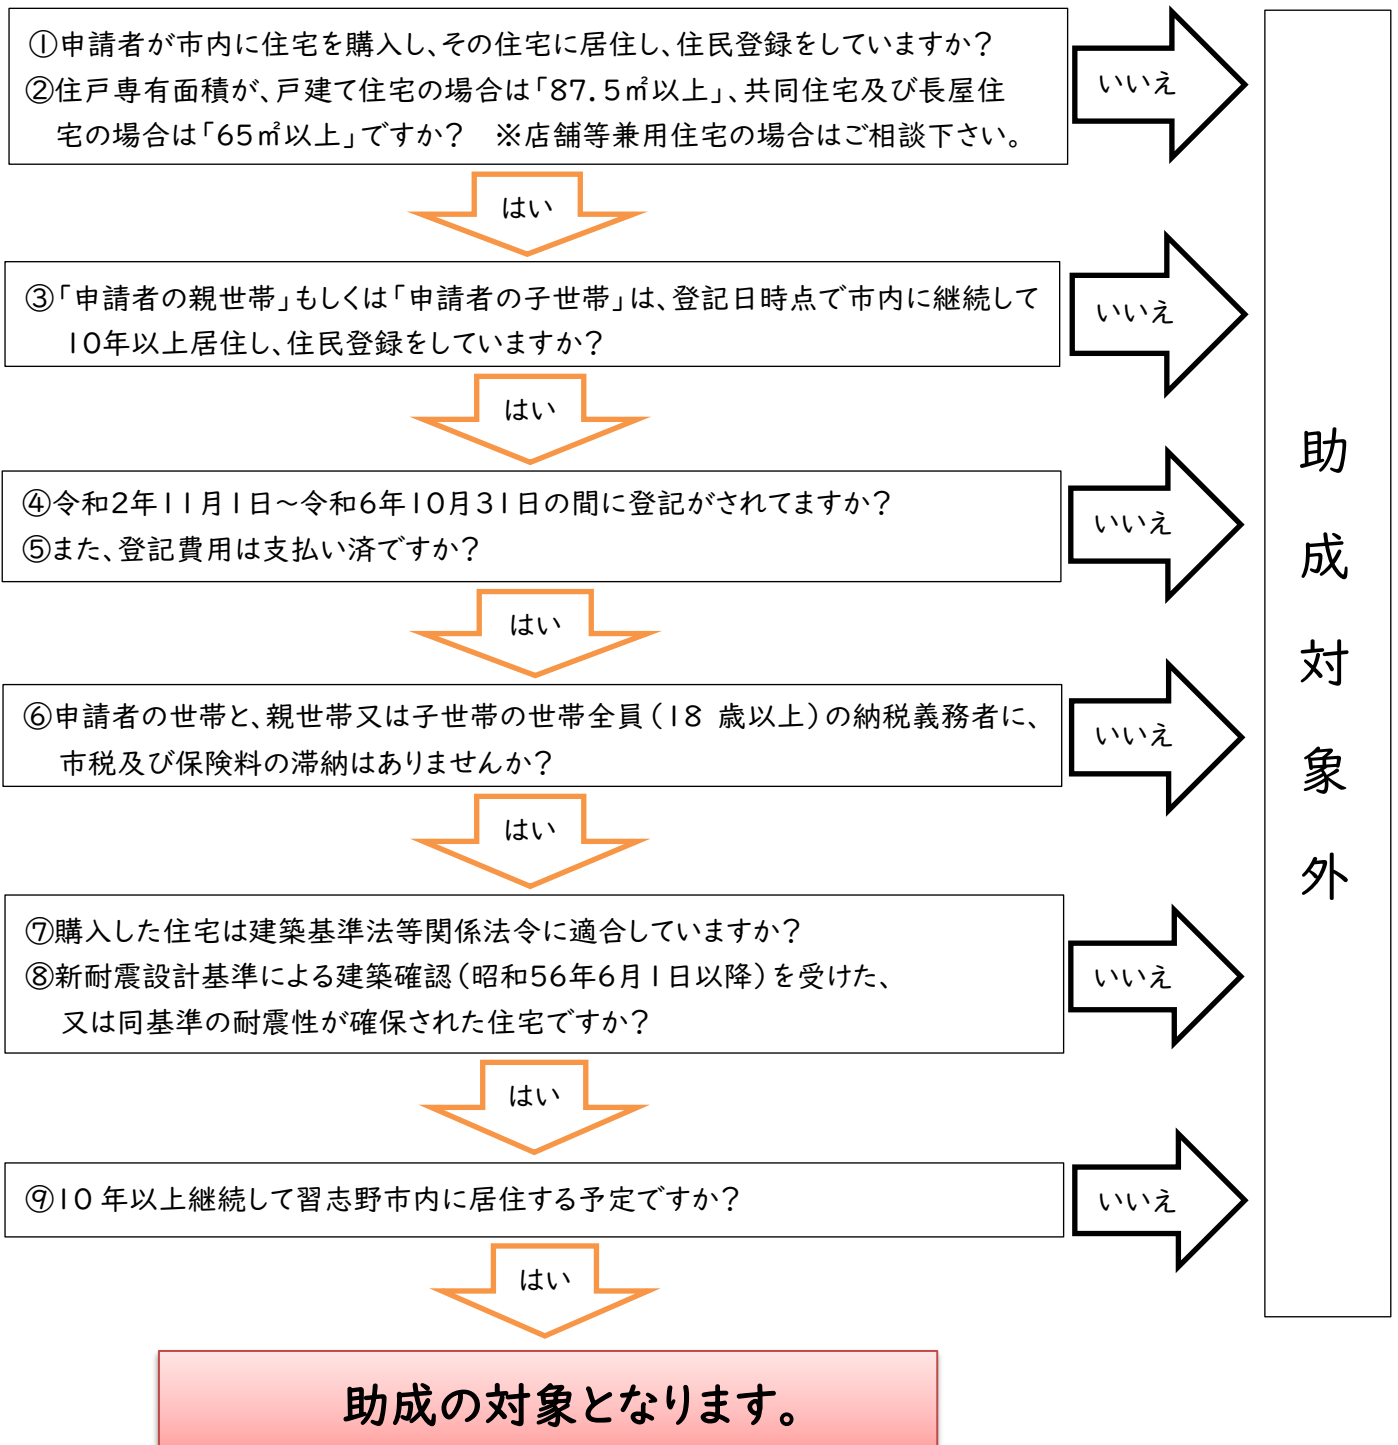 ①申請者が市内に住宅を購入し、その住宅に居住し、住民登録をしていますか？
②住戸専有面積が、戸建て住宅の場合は「87.5㎡以上」、共同住宅及び長屋住
宅の場合は「65㎡以上」ですか？　※店舗等兼用住宅の場合はご相談下さい。
いいえ
はい
③「申請者の親世帯」もしくは「申請者の子世帯」は、登記日時点で市内に継続して
10年以上居住し、住民登録をしていますか？
いいえ
はい
④令和2年11月1日～令和6年10月31日の間に登記がされてますか？
⑤また、登記費用は支払い済ですか？
いいえ
はい
⑥申請者の世帯と、親世帯又は子世帯の世帯全員（18 歳以上）の納税義務者に、
市税及び保険料の滞納はありませんか？
いいえ
はい
⑦購入した住宅は建築基準法等関係法令に適合していますか？
⑧新耐震設計基準による建築確認（昭和56年6月1日以降）を受けた、
又は同基準の耐震性が確保された住宅ですか？
いいえ
はい
⑨10 年以上継続して習志野市内に居住する予定ですか？
いいえ
はい
助成対象外
助成の対象となります。